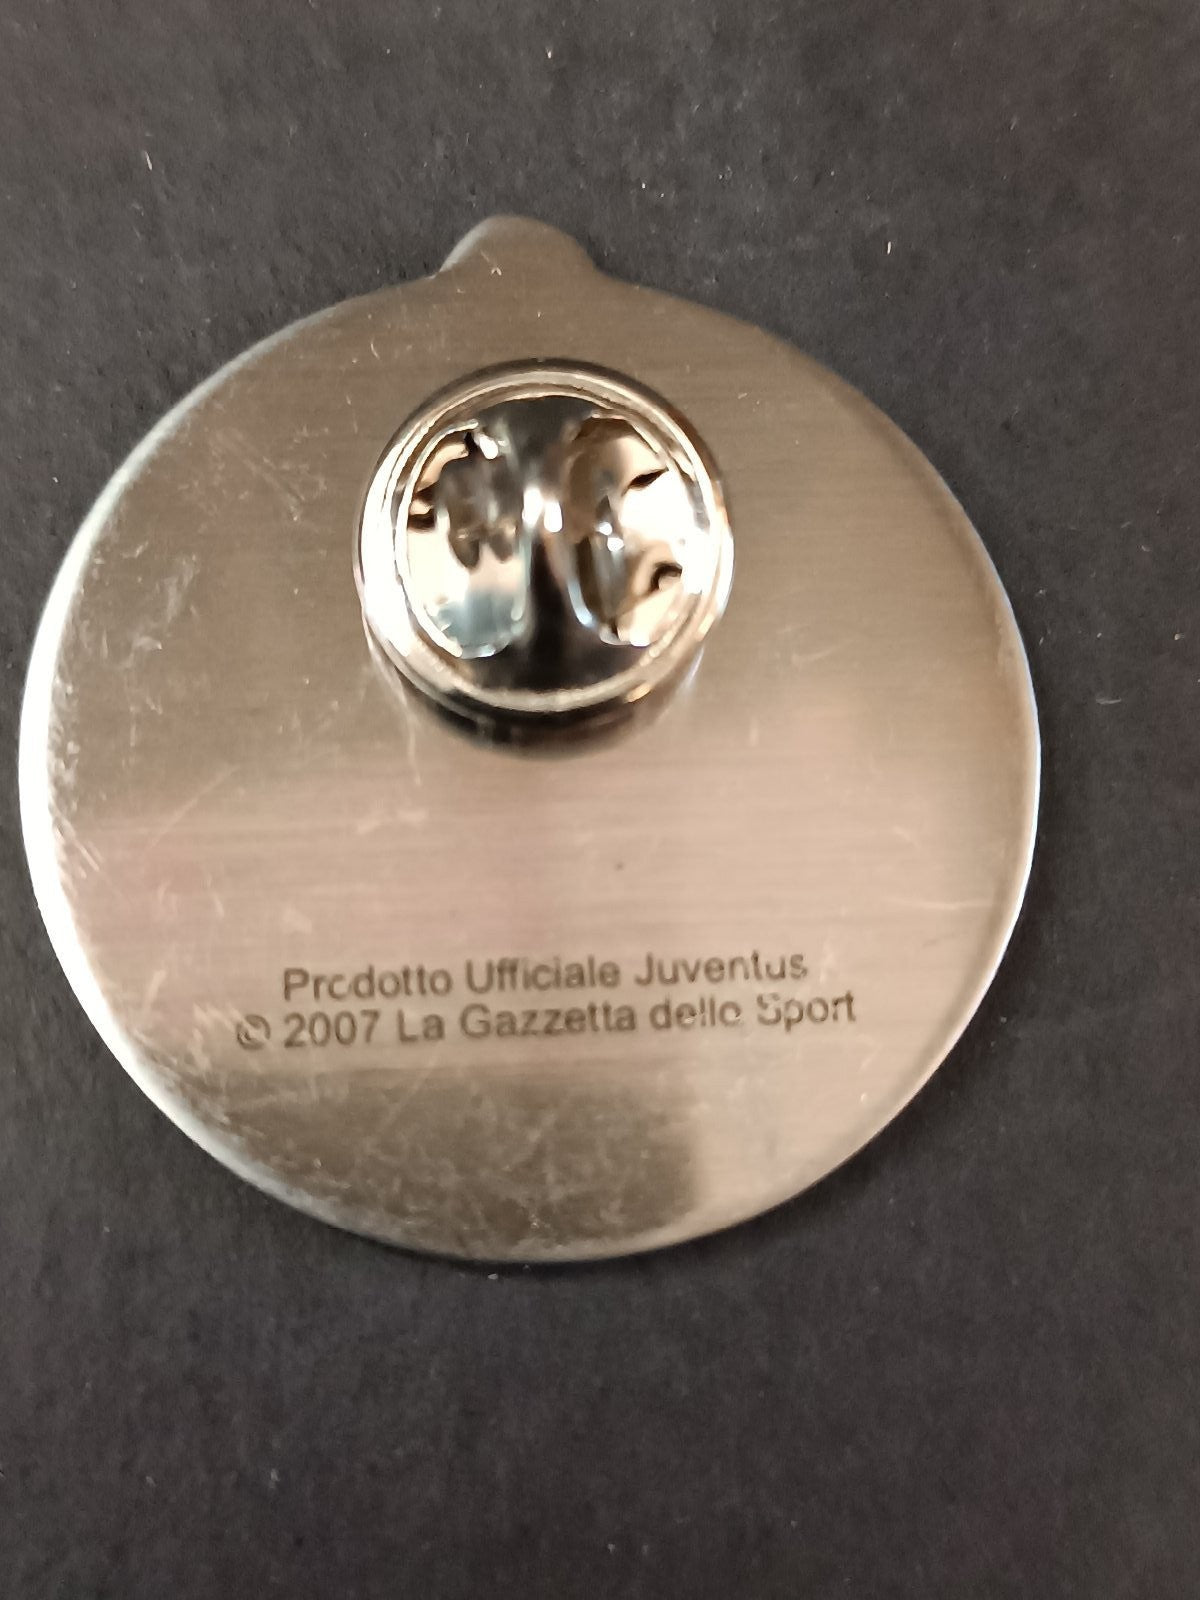 Prodotto Ufficiale Juventus
© 2007 La Gazzetta dello Sport